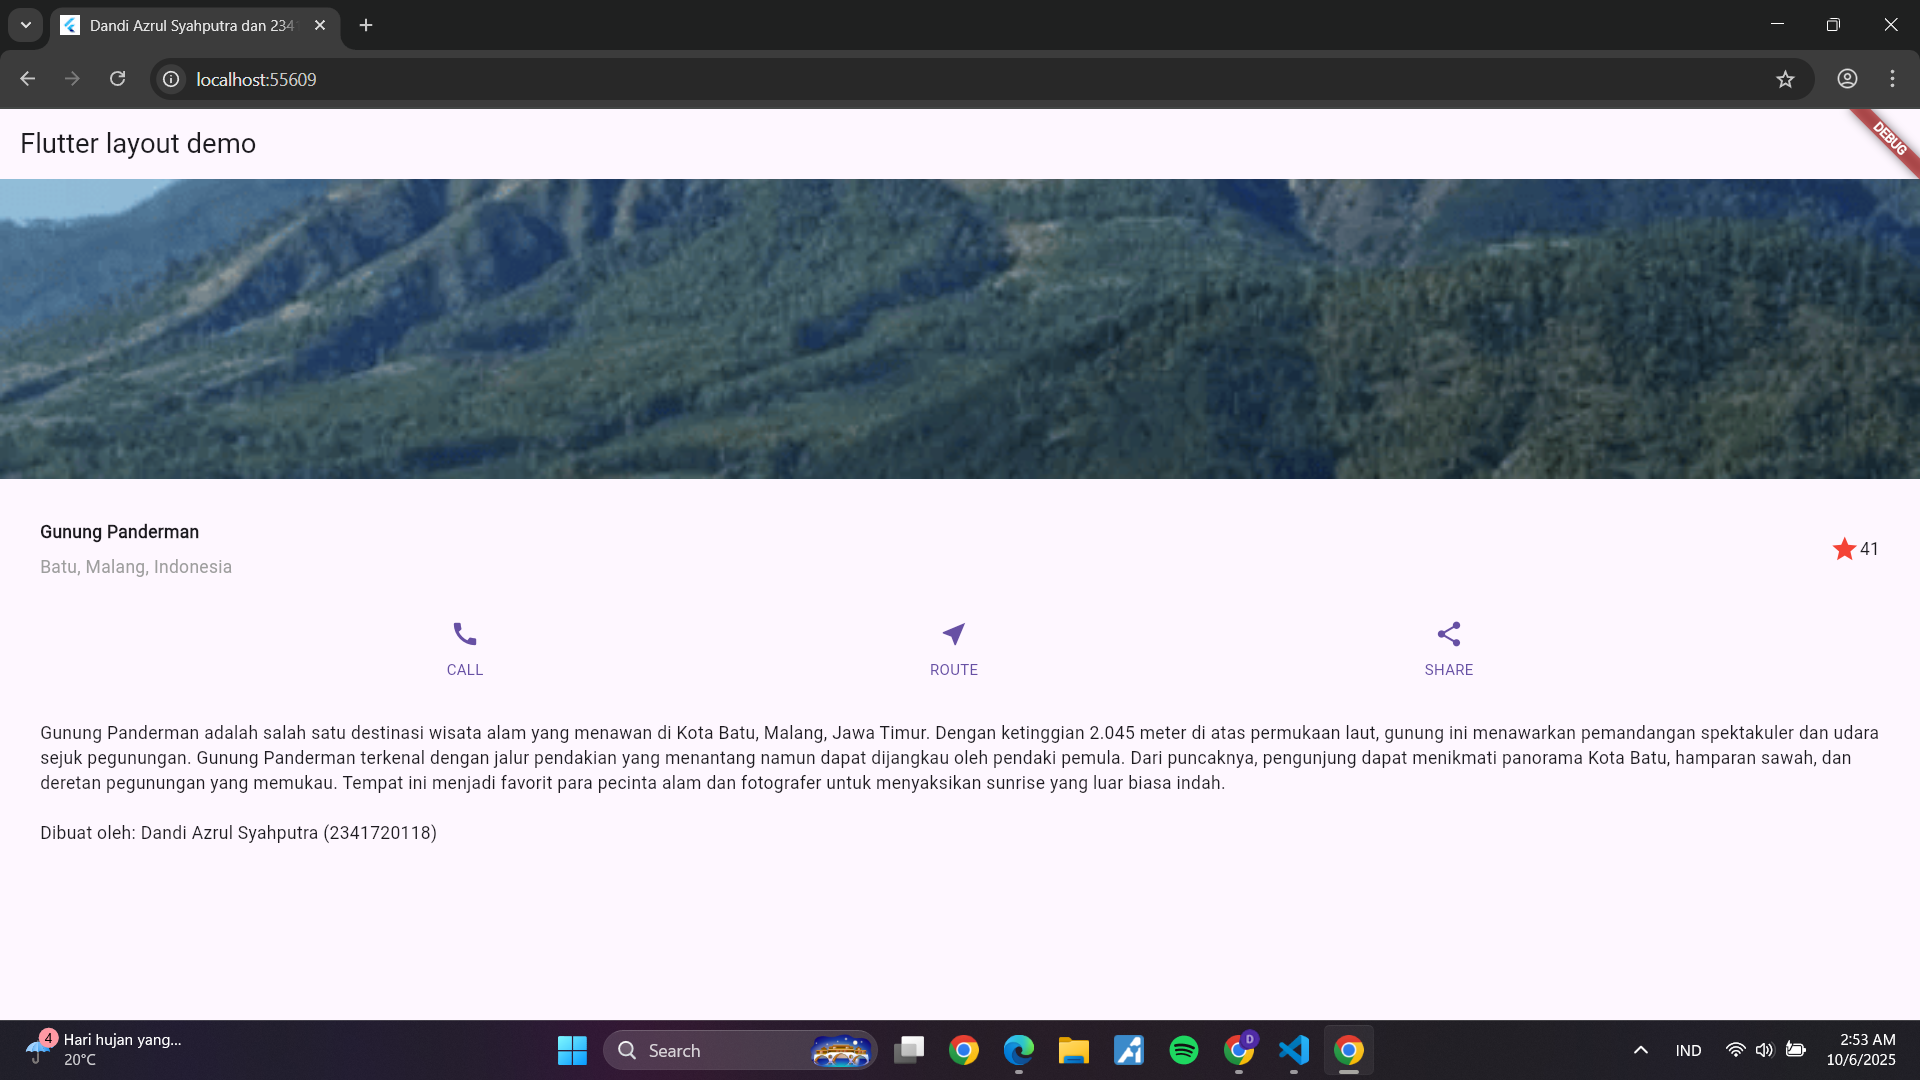 Dandi Azrul Syahputra dan 234
localhost:55609
Flutter layout demo
DEBUG
Gunung Panderman
Batu, Malang, Indonesia
41
CALL
ROUTE
SHARE
Gunung Panderman adalah salah satu destinasi wisata alam yang menawan di Kota Batu, Malang, Jawa Timur. Dengan ketinggian 2.045 meter di atas permukaan laut, gunung ini menawarkan pemandangan spektakuler dan udara
sejuk pegunungan. Gunung Panderman terkenal dengan jalur pendakian yang menantang namun dapat dijangkau oleh pendaki pemula. Dari puncaknya, pengunjung dapat menikmati panorama Kota Batu, hamparan sawah, dan
deretan pegunungan yang memukau. Tempat ini menjadi favorit para pecinta alam dan fotografer untuk menyaksikan sunrise yang luar biasa indah.
Dibuat oleh: Dandi Azrul Syahputra (2341720118)
4
Hari hujan yang...
20°C
Search
D
IND
2:53 AM
10/6/2025